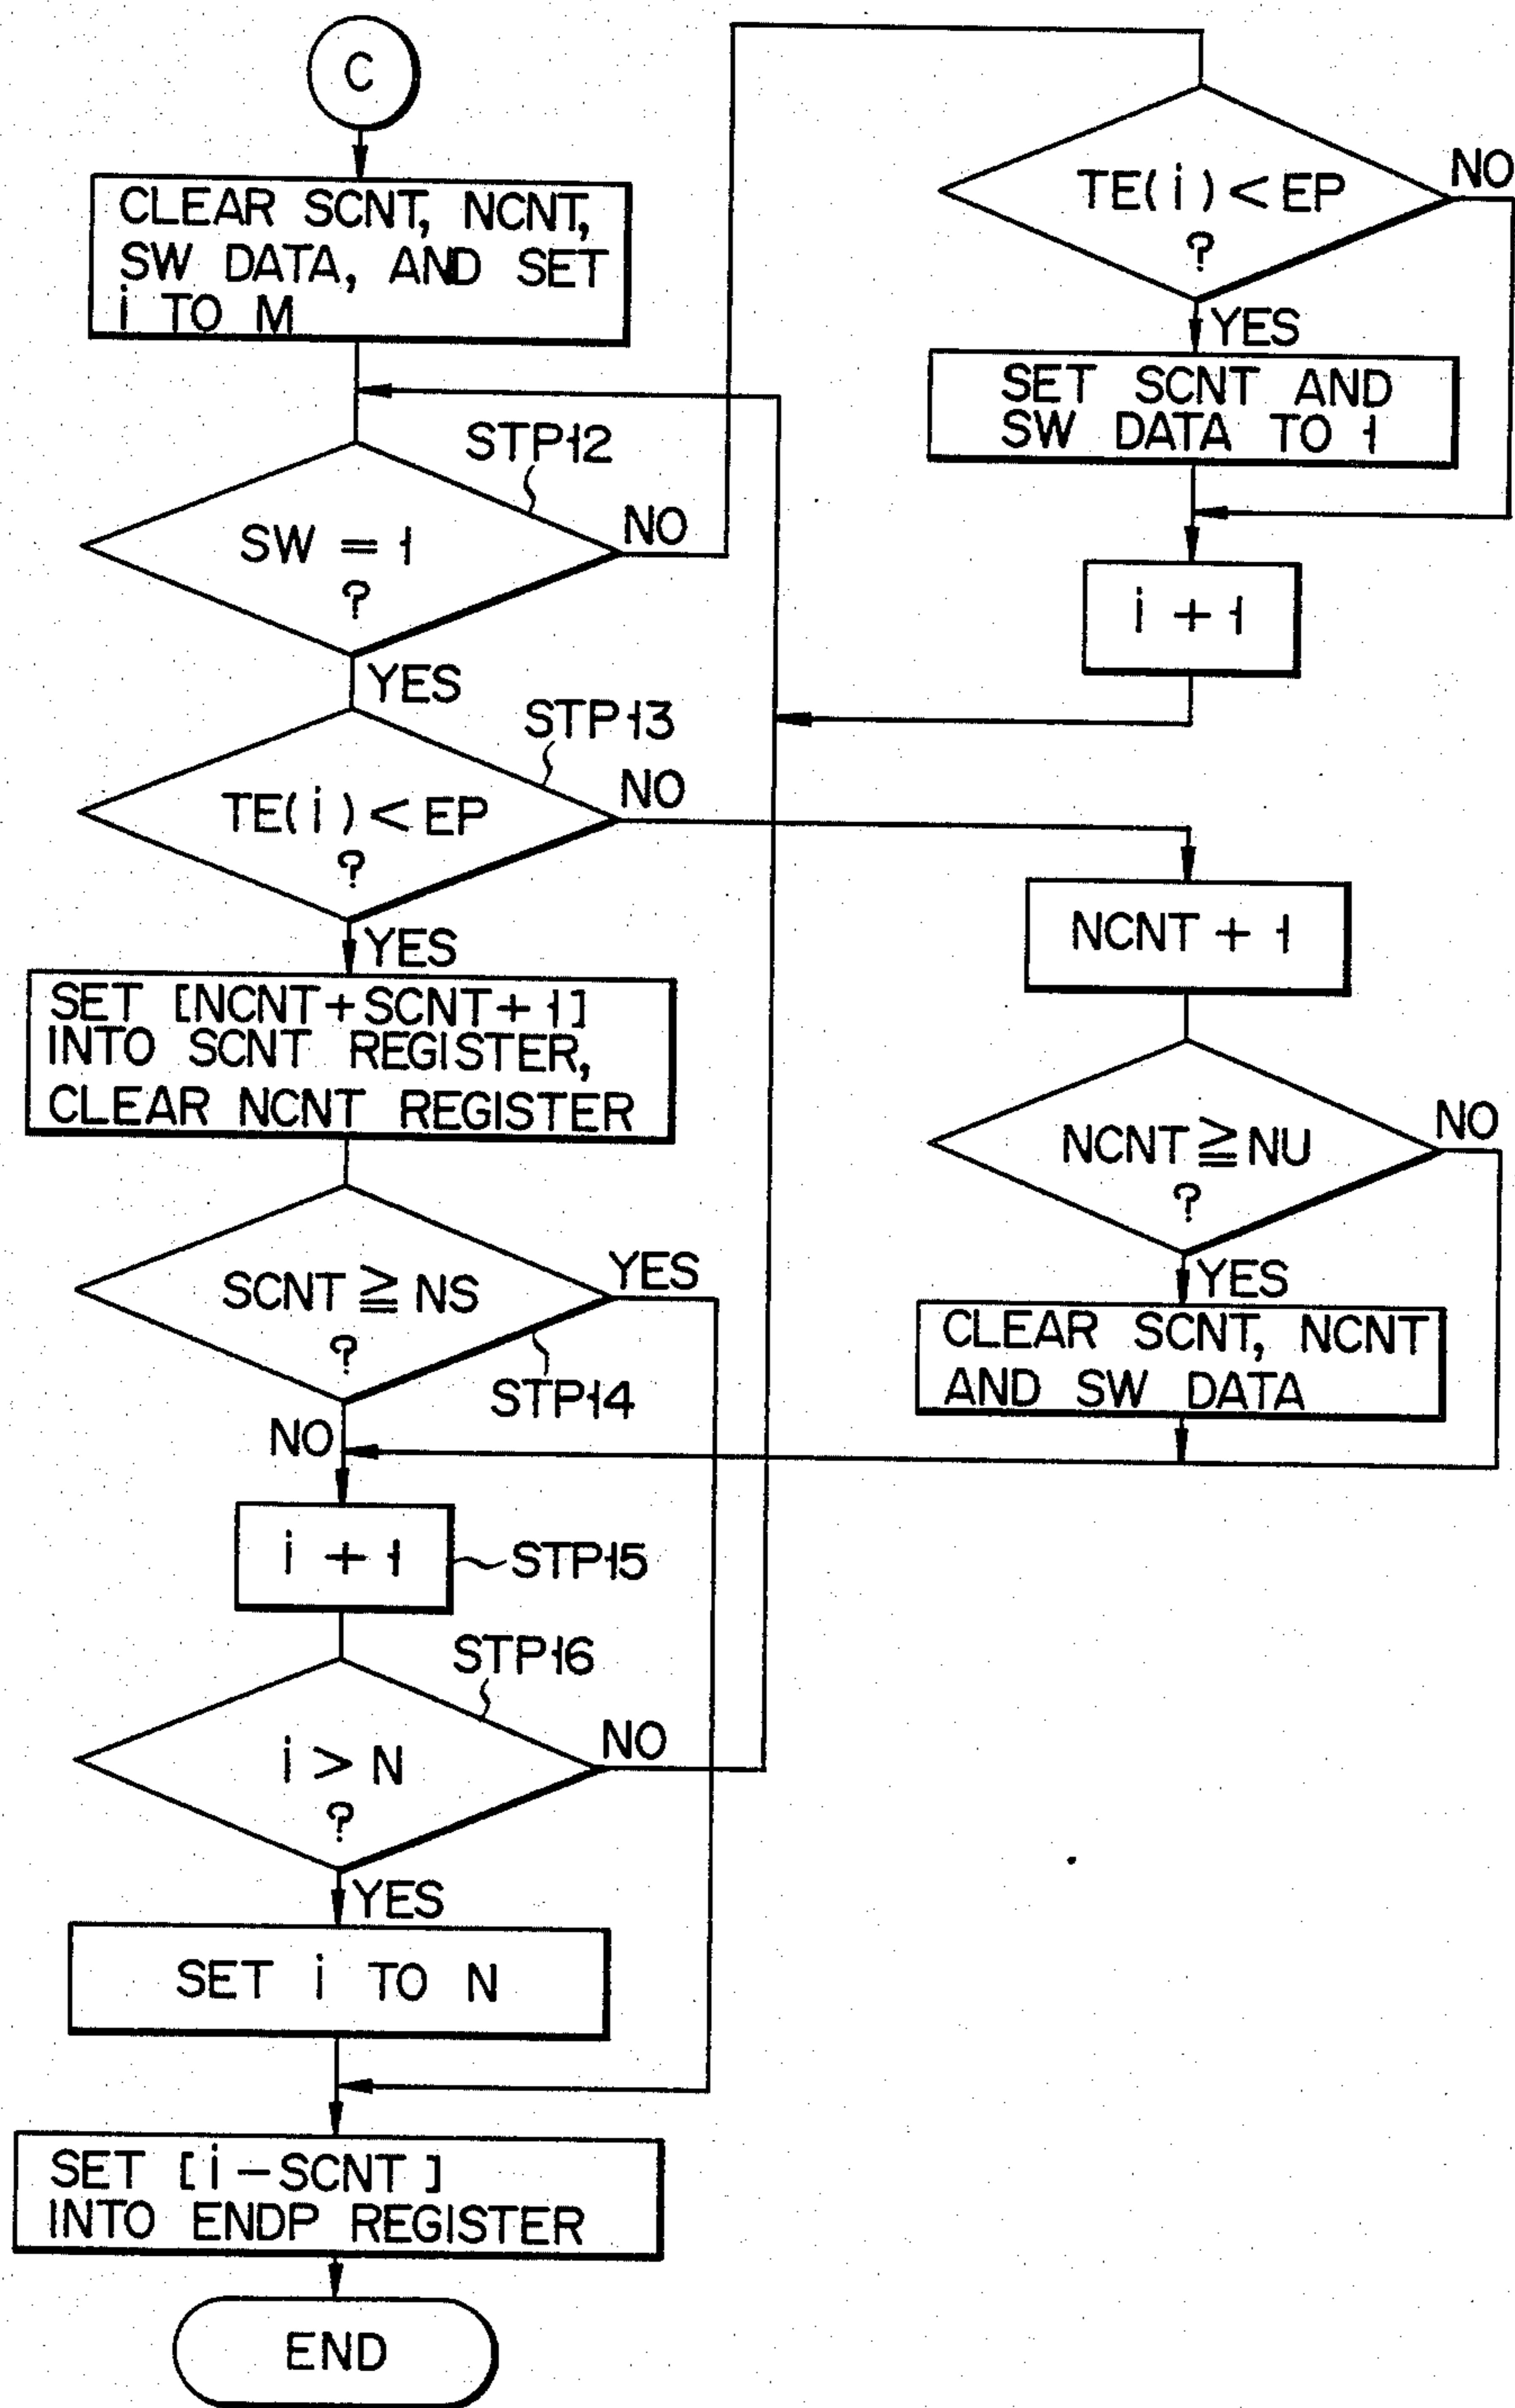 C
CLEAR SCNT, NCNT,
SW DATA, AND SET
i TO M
STP12
SW = 1
?
NO
YES
STP13
TE(i) < EP
?
NO
YES
SET [NCNT+SCNT+1]
INTO SCNT REGISTER,
CLEAR NCNT REGISTER
SCNT ≧ NS
?
YES
STP14
NO
i + 1
STP15
STP16
i > N
?
NO
YES
SET i TO N
SET [i-SCNT]
INTO ENDP REGISTER
END
TE(i) < EP
?
NO
YES
SET SCNT AND
SW DATA TO 1
i + 1
NCNT + 1
NCNT ≧ NU
?
NO
YES
CLEAR SCNT, NCNT
AND SW DATA